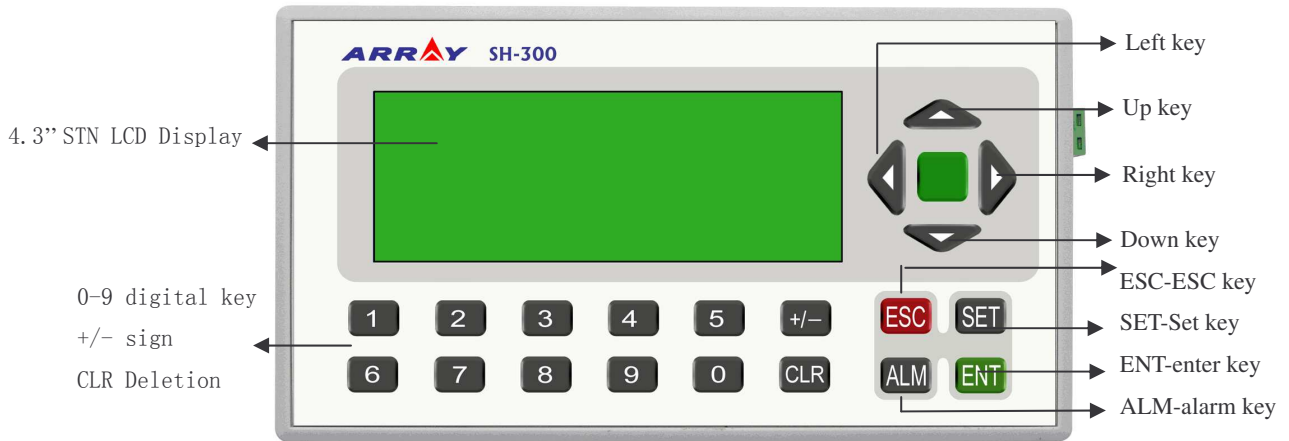 ARRAY SH-300
4.3” STN LCD Display
Left key
Up key
Right key
Down key
ESC-ESC key
SET-Set key
ENT-enter key
ALM-alarm key
0-9 digital key
+/- sign
CLR Deletion
1 2 3 4 5 +/−
6 7 8 9 0 CLR
ESC SET
ALM ENT